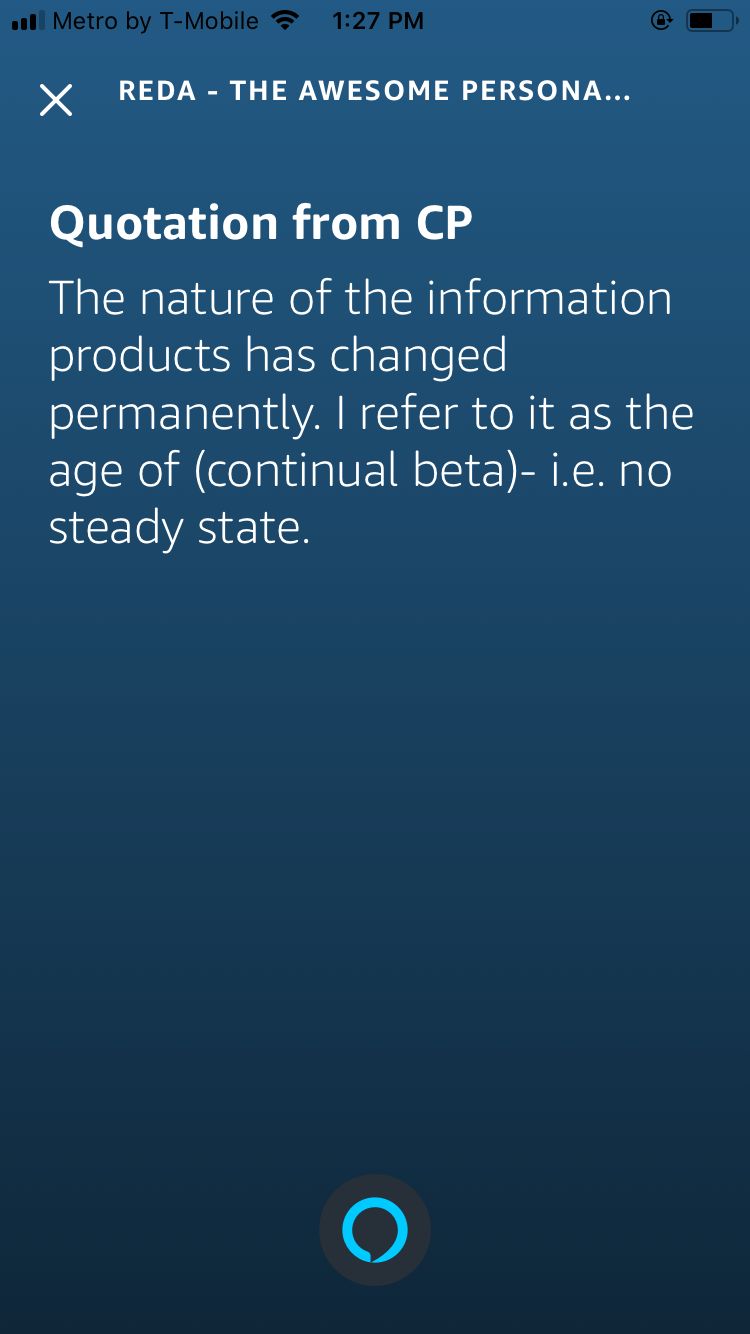 Metro by T-Mobile 1:27 PM
REDA - THE AWESOME PERSONA...
Quotation from CP
The nature of the information
products has changed
permanently. I refer to it as the
age of (continual beta)- i.e. no
steady state.